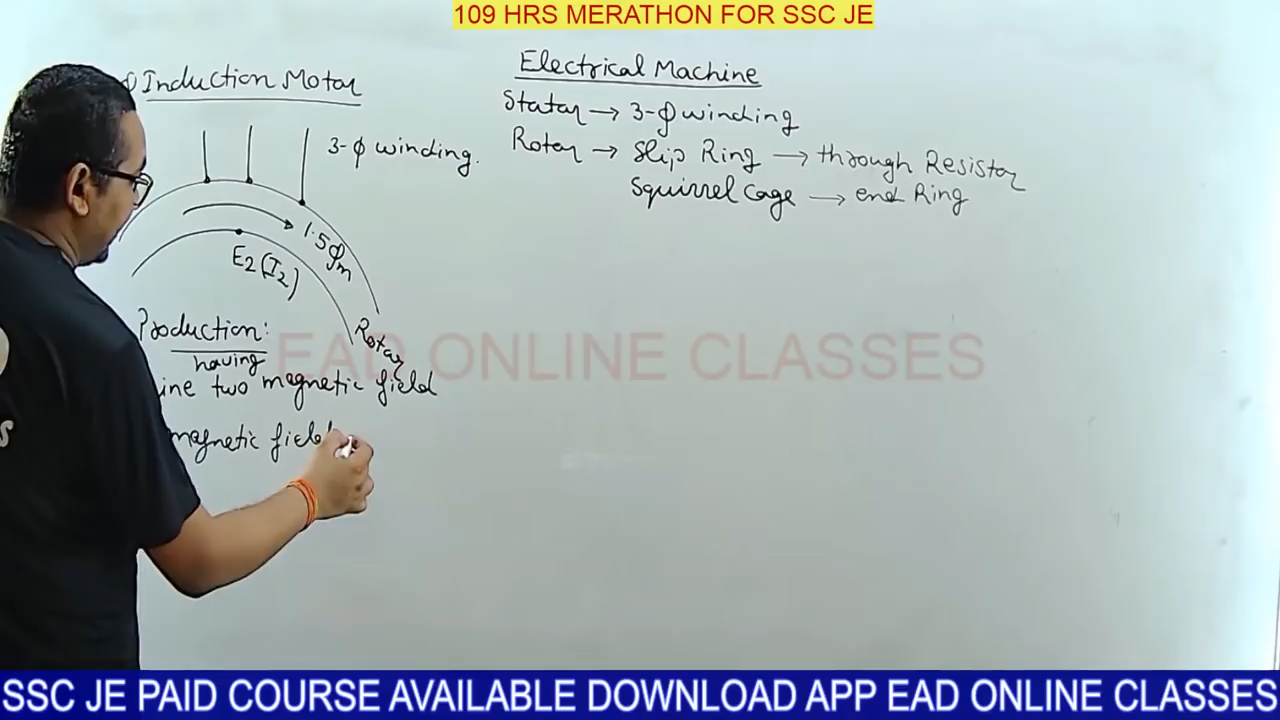 109 HRS MERATHON FOR SSC JE
Induction Motor
3-ϕ winding.
1.5ϕm
E2(I2)
Rotor
Production:
having
two magnetic field
magnetic field
Electrical Machine
Stator → 3-ϕ winding
Rotor → Slip Ring → through Resistor
Squirrel Cage → end Ring
EAD ONLINE CLASSES
SSC JE PAID COURSE AVAILABLE DOWNLOAD APP EAD ONLINE CLASSES